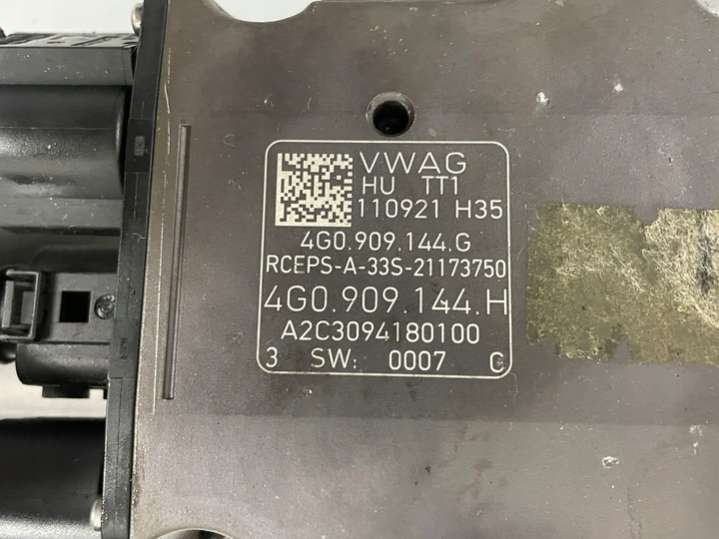 VWAG
HU TT1
110921 H35
4G0.909.144.G
RCEPS-A-33S-21173750
4G0.909.144.H
A2C3094180100
3 SW: 0007 C